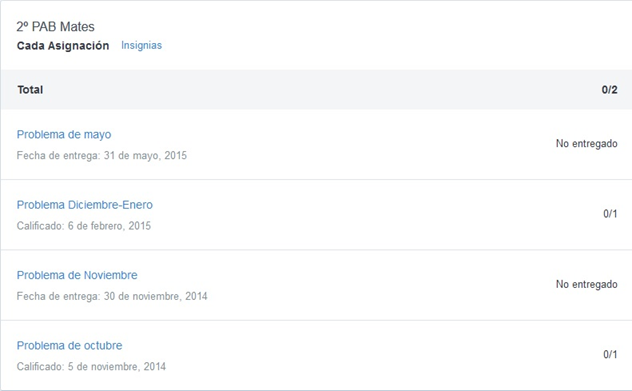 2º PAB Mates
Cada Asignación Insignias
Total 0/2
Problema de mayo
No entregado
Fecha de entrega: 31 de mayo, 2015
Problema Diciembre-Enero
0/1
Calificado: 6 de febrero, 2015
Problema de Noviembre
No entregado
Fecha de entrega: 30 de noviembre, 2014
Problema de octubre
0/1
Calificado: 5 de noviembre, 2014